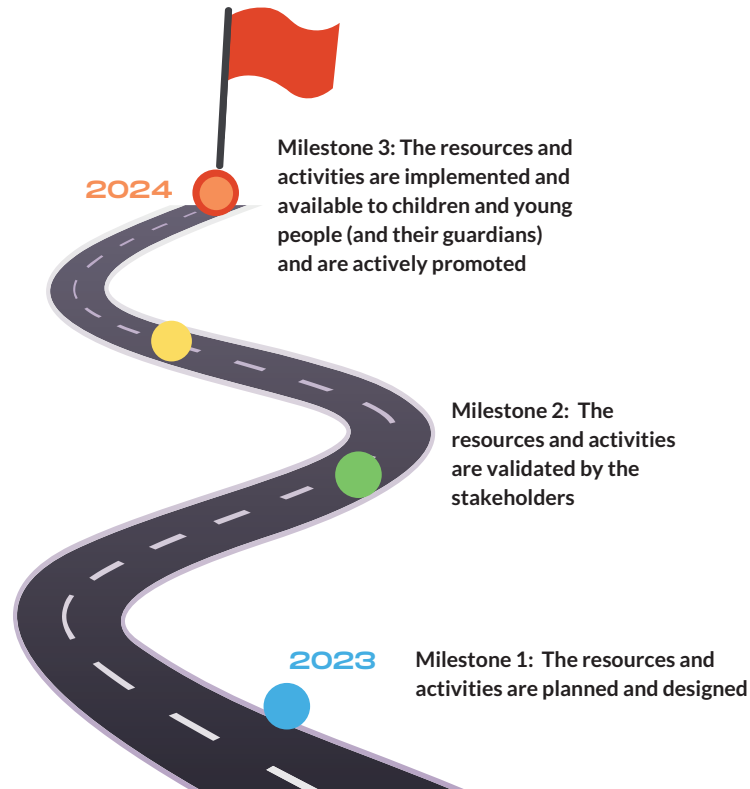 Milestone 3: The resources and
activities are implemented and
available to children and young
people (and their guardians)
and are actively promoted
2024
Milestone 2:  The
resources and activities
are validated by the
stakeholders
2023
Milestone 1:  The resources and
activities are planned and designed